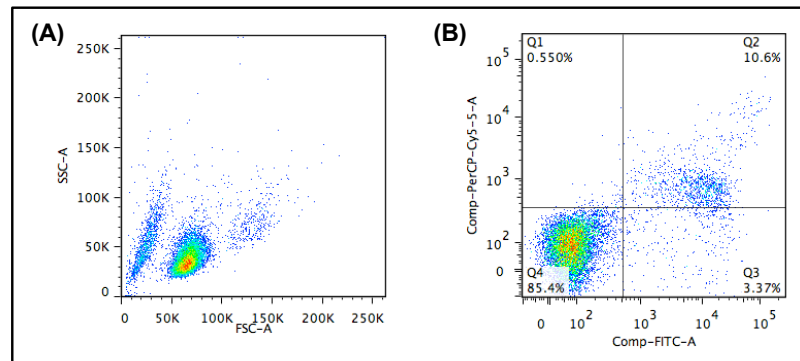 (A)
250K
200K
150K
100K
50K
0
SSC-A
0 50K 100K 150K 200K 250K
FSC-A
(B)
Q1
0.550%
Q2
10.6%
10^5
10^4
10^3
10^2
0
Comp-PerCP-Cy5-5-A
Q4
85.4%
Q3
3.37%
0 10^2 10^3 10^4 10^5
Comp-FITC-A